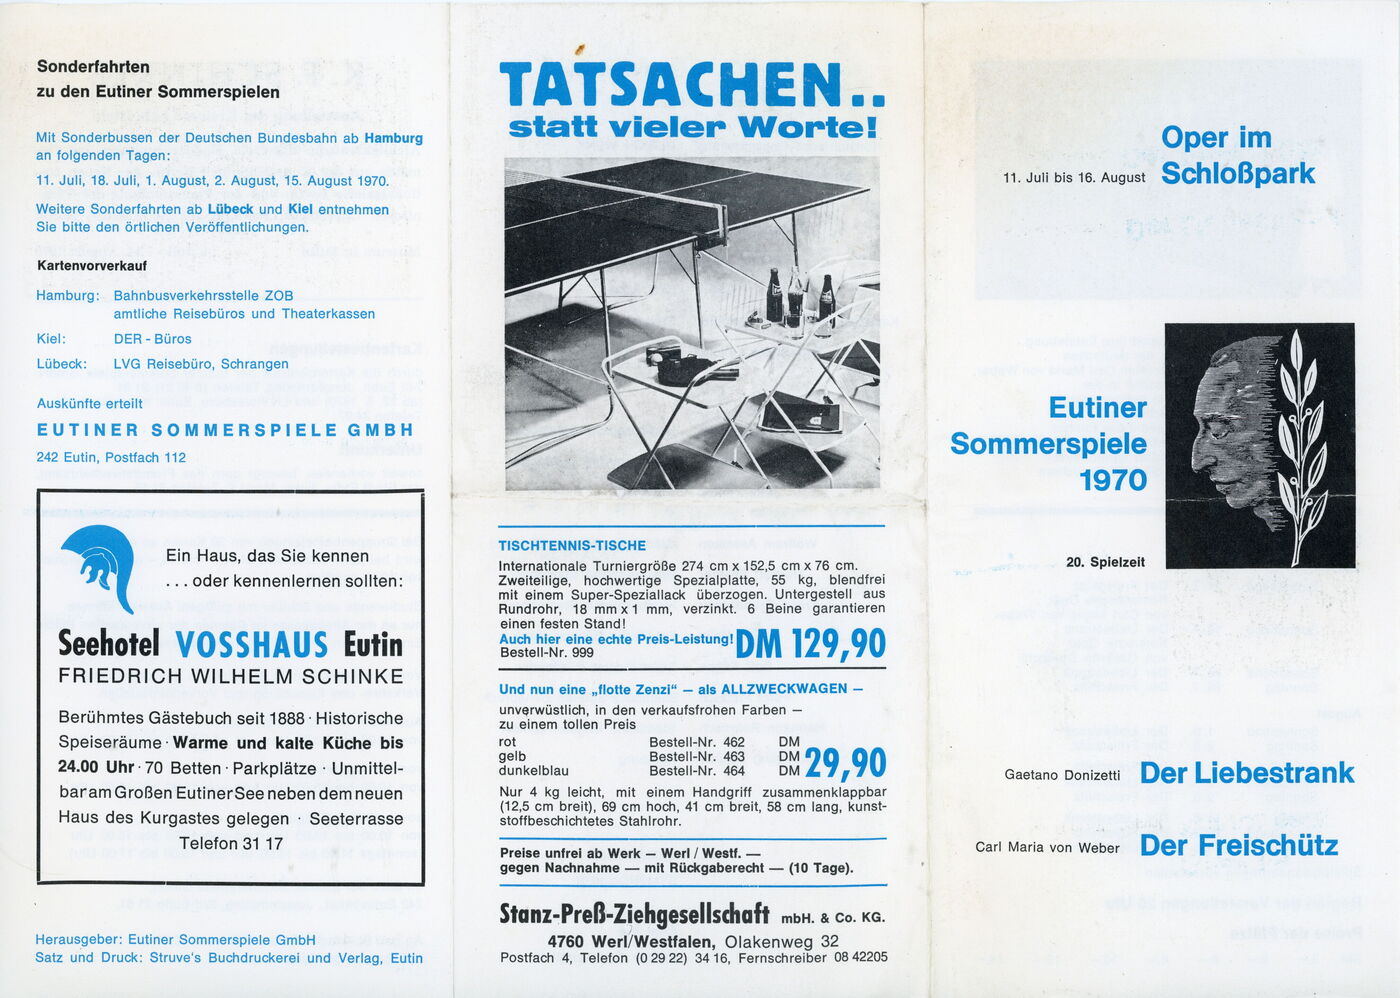 Sonderfahrten
zu den Eutiner Sommerspielen
Mit Sonderbussen der Deutschen Bundesbahn ab Hamburg
an folgenden Tagen:
11. Juli, 18. Juli, 1. August, 2. August, 15. August 1970.
Weitere Sonderfahrten ab Lübeck und Kiel entnehmen
Sie bitte den örtlichen Veröffentlichungen.
Kartenvorverkauf
Hamburg: Bahnbusverkehrsstelle ZOB
amtliche Reisebüros und Theaterkassen
Kiel: DER - Büros
Lübeck: LVG Reisebüro, Schrangen
Auskünfte erteilt
EUTINER SOMMERSPIELE GMBH
242 Eutin, Postfach 112
Ein Haus, das Sie kennen
... oder kennenlernen sollten:
Seehotel VOSSHAUS Eutin
FRIEDRICH WILHELM SCHINKE
Berühmtes Gästebuch seit 1888 · Historische
Speiseräume · Warme und kalte Küche bis
24.00 Uhr · 70 Betten · Parkplätze · Unmittel-
bar am Großen Eutiner See neben dem neuen
Haus des Kurgastes gelegen · Seeterrasse
Telefon 31 17
Herausgeber: Eutiner Sommerspiele GmbH
Satz und Druck: Struve's Buchdruckerei und Verlag, Eutin
TATSACHEN..
statt vieler Worte!
TISCHTENNIS-TISCHE
Internationale Turniergröße 274 cm x 152,5 cm x 76 cm.
Zweiteilige, hochwertige Spezialplatte, 55 kg, blendfrei
mit einem Super-Speziallack überzogen. Untergestell aus
Rundrohr, 18 mm x 1 mm, verzinkt. 6 Beine garantieren
einen festen Stand!
Auch hier eine echte Preis-Leistung! DM 129,90
Bestell-Nr. 999
Und nun eine „flotte Zenzi“ — als ALLZWECKWAGEN —
unverwüstlich, in den verkaufsfrohen Farben —
zu einem tollen Preis
rot Bestell-Nr. 462 DM
gelb Bestell-Nr. 463 DM 29,90
dunkelblau Bestell-Nr. 464 DM
Nur 4 kg leicht, mit einem Handgriff zusammenklappbar
(12,5 cm breit), 69 cm hoch, 41 cm breit, 58 cm lang, kunst-
stoffbeschichtetes Stahlrohr.
Preise unfrei ab Werk — Werl / Westf. —
gegen Nachnahme — mit Rückgaberecht — (10 Tage).
Stanz-Preß-Ziehgesellschaft mbH. & Co. KG.
4760 Werl/Westfalen, Olakenweg 32
Postfach 4, Telefon (0 29 22) 34 16, Fernschreiber 08 42205
Oper im
11. Juli bis 16. August Schloßpark
Eutiner
Sommerspiele
1970
20. Spielzeit
Gaetano Donizetti Der Liebestrank
Carl Maria von Weber Der Freischütz